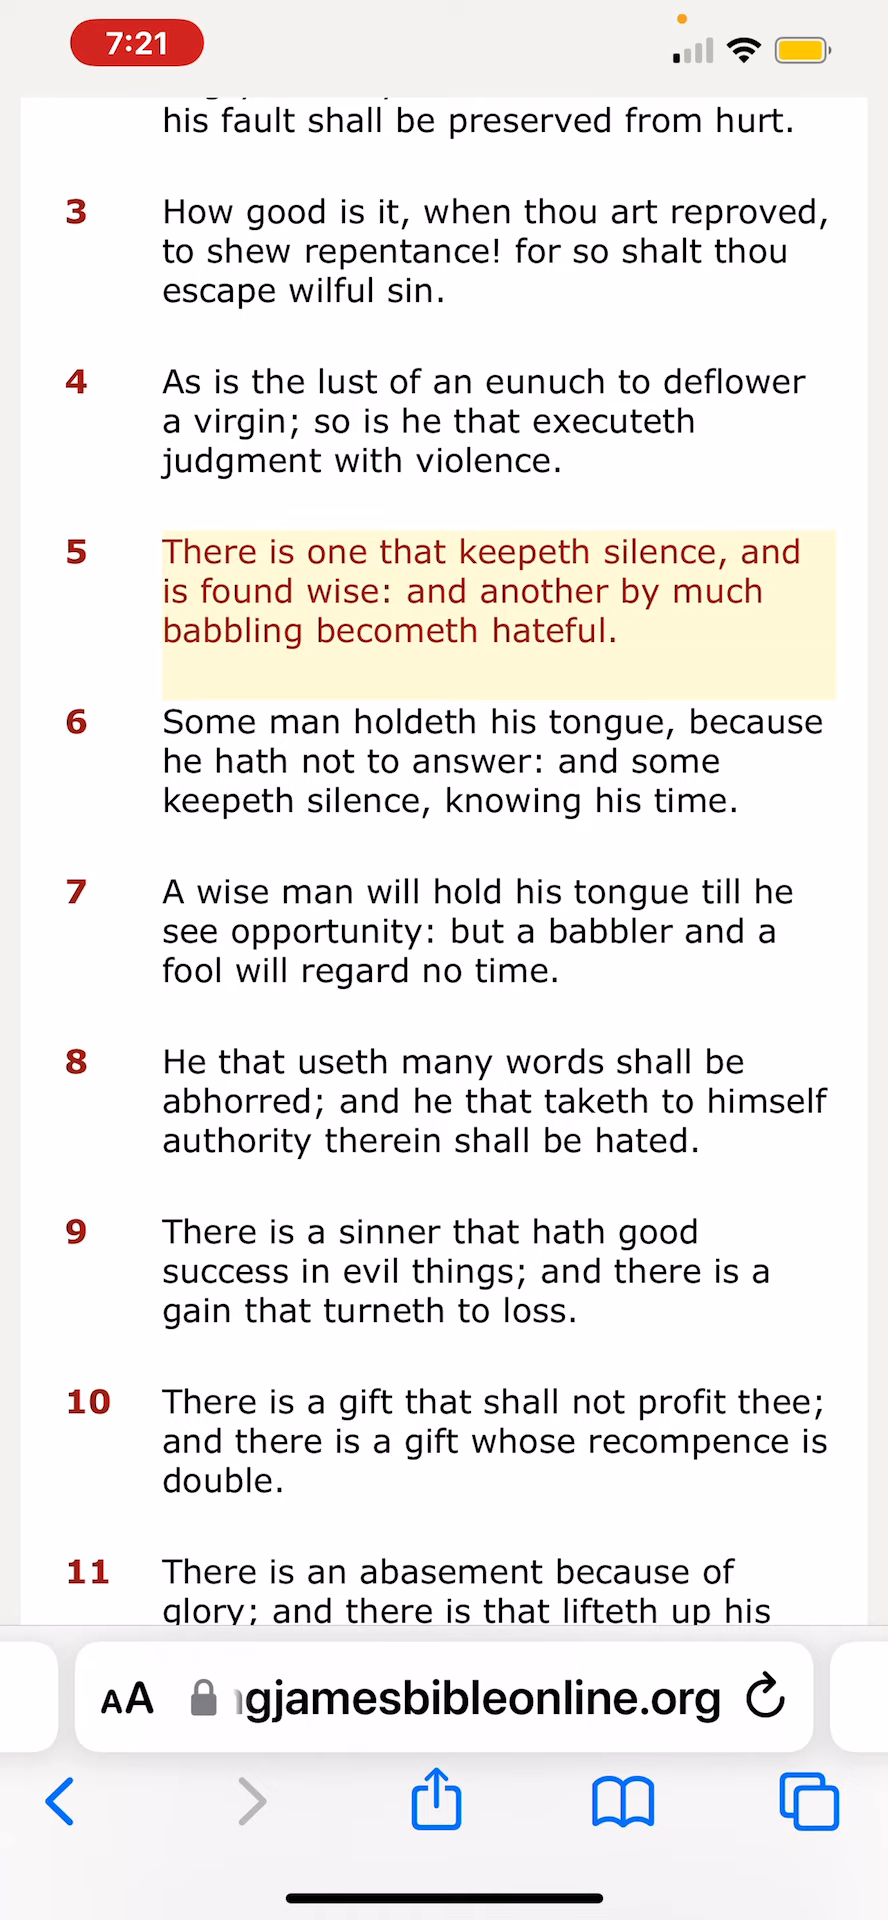 7:21
his fault shall be preserved from hurt.
3 How good is it, when thou art reproved,
to shew repentance! for so shalt thou
escape wilful sin.
4 As is the lust of an eunuch to deflower
a virgin; so is he that executeth
judgment with violence.
5 There is one that keepeth silence, and
is found wise: and another by much
babbling becometh hateful.
6 Some man holdeth his tongue, because
he hath not to answer: and some
keepeth silence, knowing his time.
7 A wise man will hold his tongue till he
see opportunity: but a babbler and a
fool will regard no time.
8 He that useth many words shall be
abhorred; and he that taketh to himself
authority therein shall be hated.
9 There is a sinner that hath good
success in evil things; and there is a
gain that turneth to loss.
10 There is a gift that shall not profit thee;
and there is a gift whose recompence is
double.
11 There is an abasement because of
glory; and there is that lifteth up his
AA gjamesbibleonline.org